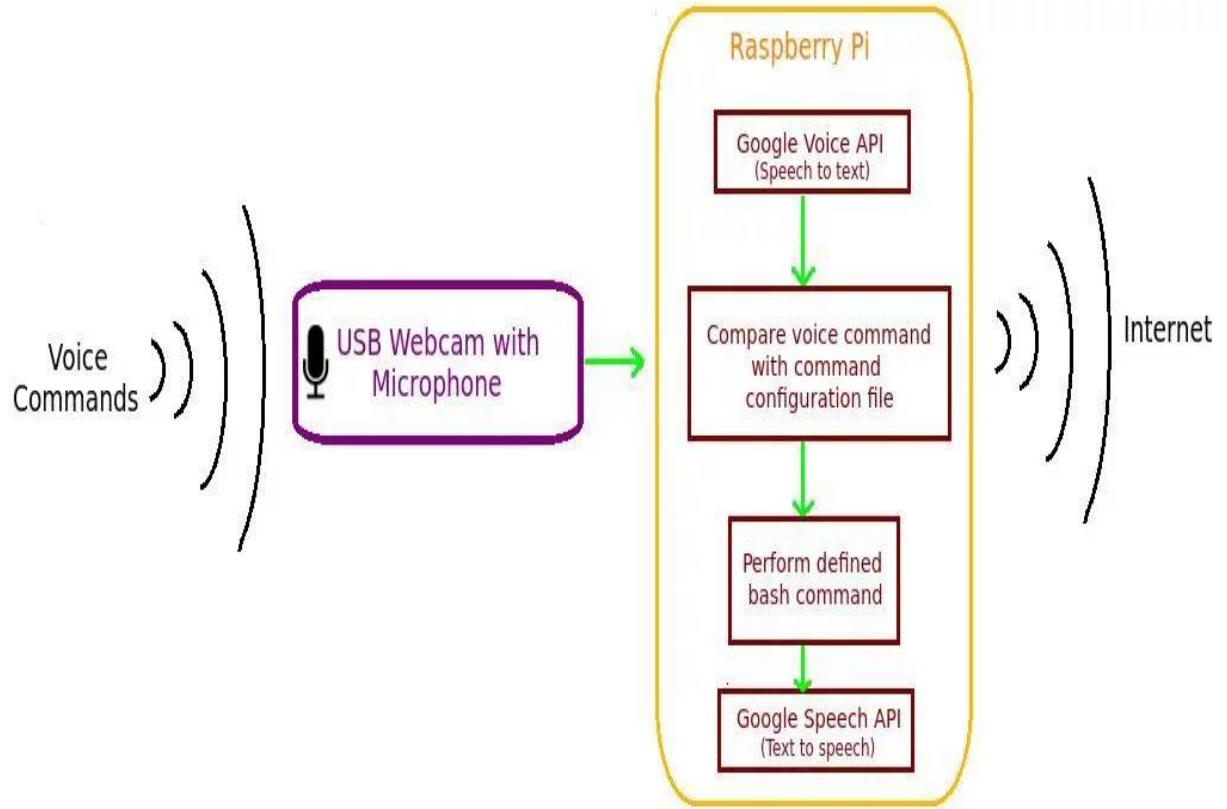 Voice
Commands
USB Webcam with
Microphone
Raspberry Pi
Google Voice API
(Speech to text)
Compare voice command
with command
configuration file
Perform defined
bash command
Google Speech API
(Text to speech)
Internet